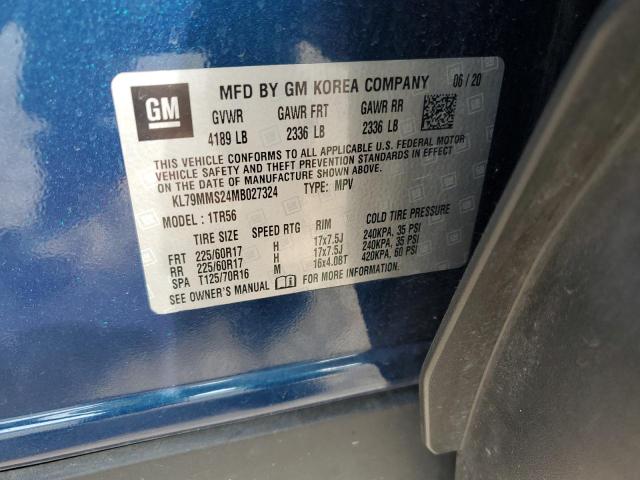 GM
MFD BY GM KOREA COMPANY 06 / 20
GVWR GAWR FRT GAWR RR
4189 LB 2336 LB 2336 LB
THIS VEHICLE CONFORMS TO ALL APPLICABLE U.S. FEDERAL MOTOR
VEHICLE SAFETY AND THEFT PREVENTION STANDARDS IN EFFECT
ON THE DATE OF MANUFACTURE SHOWN ABOVE.
KL79MMS24MB027324 TYPE: MPV
MODEL : 1TR56
TIRE SIZE SPEED RTG RIM COLD TIRE PRESSURE
FRT 225/60R17 H 17x7.5J 240KPA, 35 PSI
RR 225/60R17 H 17x7.5J 240KPA, 35 PSI
SPA T125/70R16 M 16x4.0BT 420KPA, 60 PSI
SEE OWNER'S MANUAL FOR MORE INFORMATION.